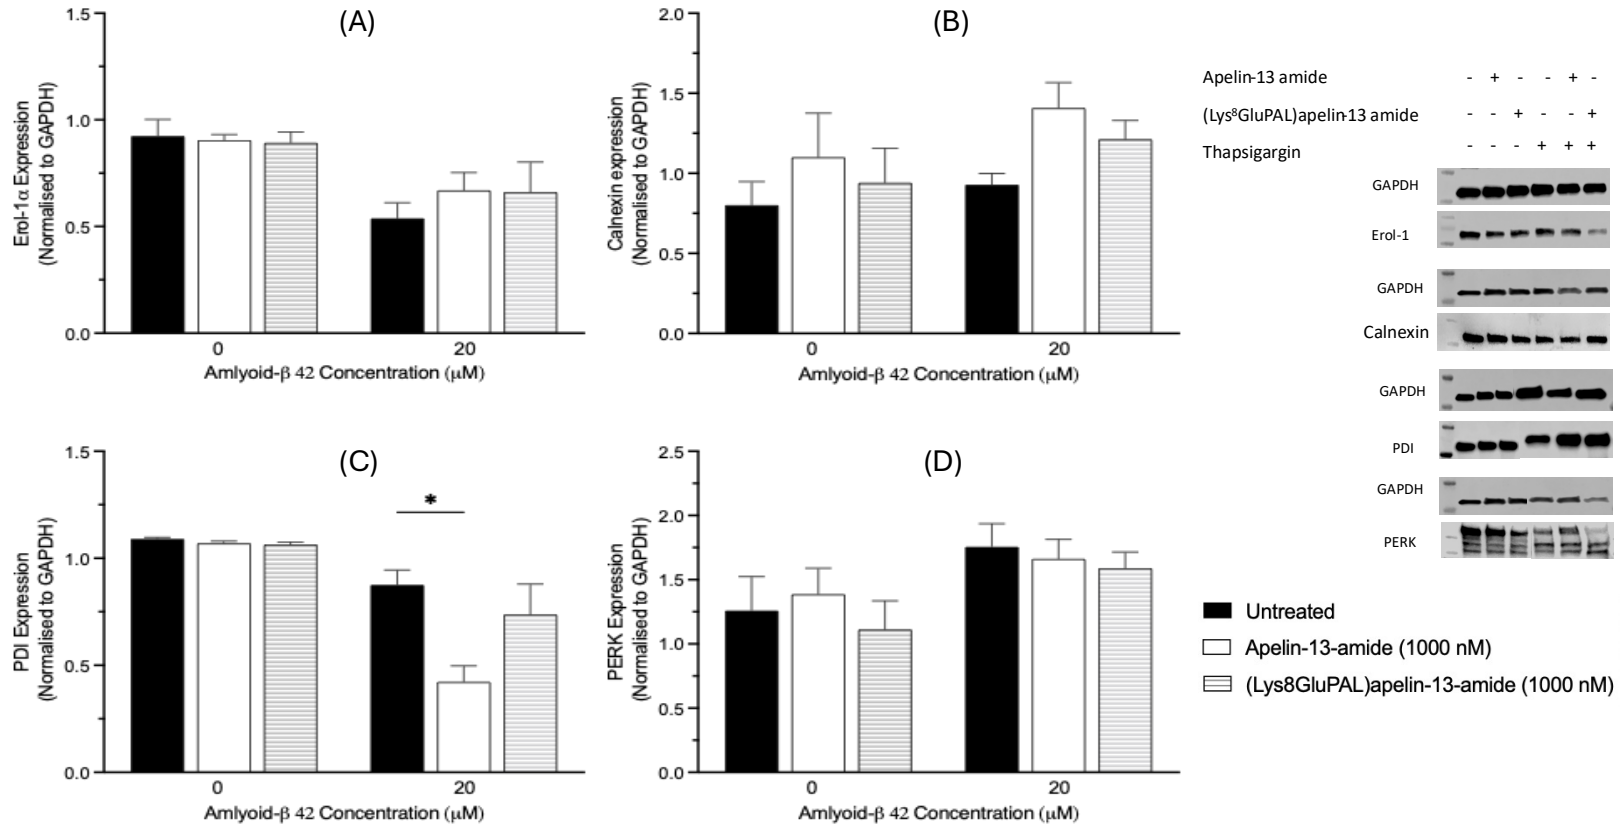 (A)
Erol-1α Expression
(Normalised to GAPDH)
1.5
1.0
0.5
0.0
0
20
Amlyoid-β 42 Concentration (μM)
(B)
Calnexin expression
(Normalised to GAPDH)
2.0
1.5
1.0
0.5
0.0
0
20
Amlyoid-β 42 Concentration (μM)
(C)
PDI Expression
(Normalised to GAPDH)
1.5
1.0
0.5
0.0
*
0
20
Amlyoid-β 42 Concentration (μM)
(D)
PERK Expression
(Normalised to GAPDH)
2.5
2.0
1.5
1.0
0.5
0.0
0
20
Amlyoid-β 42 Concentration (μM)
Apelin-13 amide - + - - + -
(Lys⁸GluPAL)apelin-13 amide - - + - - +
Thapsigargin - - - + + +
GAPDH
Erol-1
GAPDH
Calnexin
GAPDH
PDI
GAPDH
PERK
Untreated
Apelin-13-amide (1000 nM)
(Lys8GluPAL)apelin-13-amide (1000 nM)